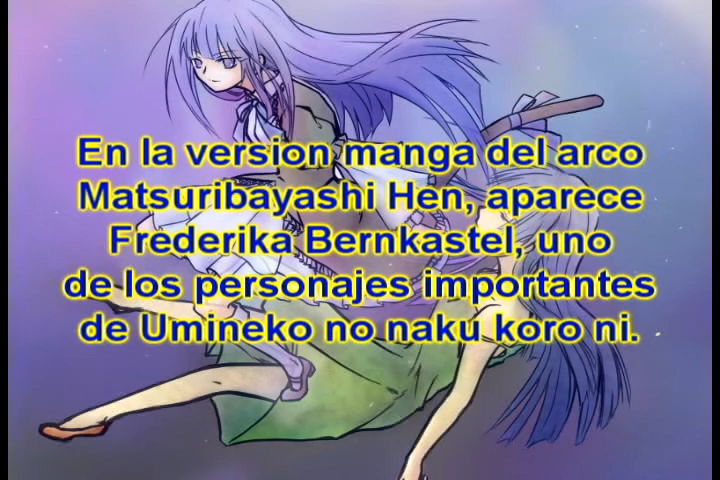 En la version manga del arco
Matsuribayashi Hen, aparece
Frederika Bernkastel, uno
de los personajes importantes
de Umineko no naku koro ni.